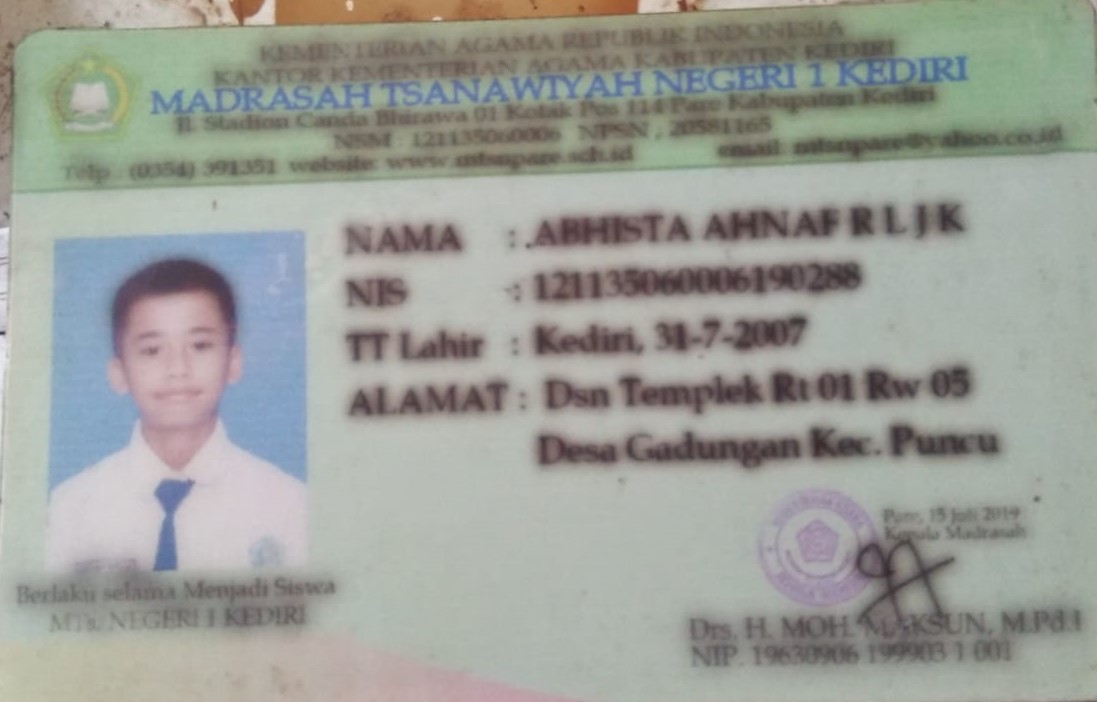 KEMENTERIAN AGAMA REPUBLIK INDONESIA
KANTOR KEMENTERIAN AGAMA KABUPATEN KEDIRI
MADRASAH TSANAWIYAH NEGERI 1 KEDIRI
Jl. Stadion Canda Bhirawa 01 Kotak Pos 114 Pare Kabupaten Kediri
NSM : 121135060006 NPSN : 20581165
Telp : (0354) 391351 website: www.mtsnpare.sch.id email: mtsnpare@yahoo.co.id
NAMA : .ABHISTA AHNAF R L J K
NIS : 121135060006190288
TT Lahir : Kediri, 31-7-2007
ALAMAT : Dsn Templek Rt 01 Rw 05
Desa Gadungan Kec. Puncu
Pare, 15 Juli 2019
Kepala Madrasah
Berlaku selama Menjadi Siswa
MTs. NEGERI 1 KEDIRI
Drs. H. MOH. MAKSUN, M.Pd.I
NIP. 19630906 199903 1 001